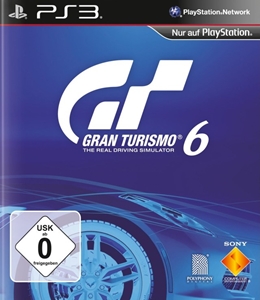 PS3
PlayStation®Network
Nur auf PlayStation®
GT
GRAN TURISMO® 6
THE REAL DRIVING SIMULATOR
USK
ab
0
freigegeben
POLYPHONY
SONY